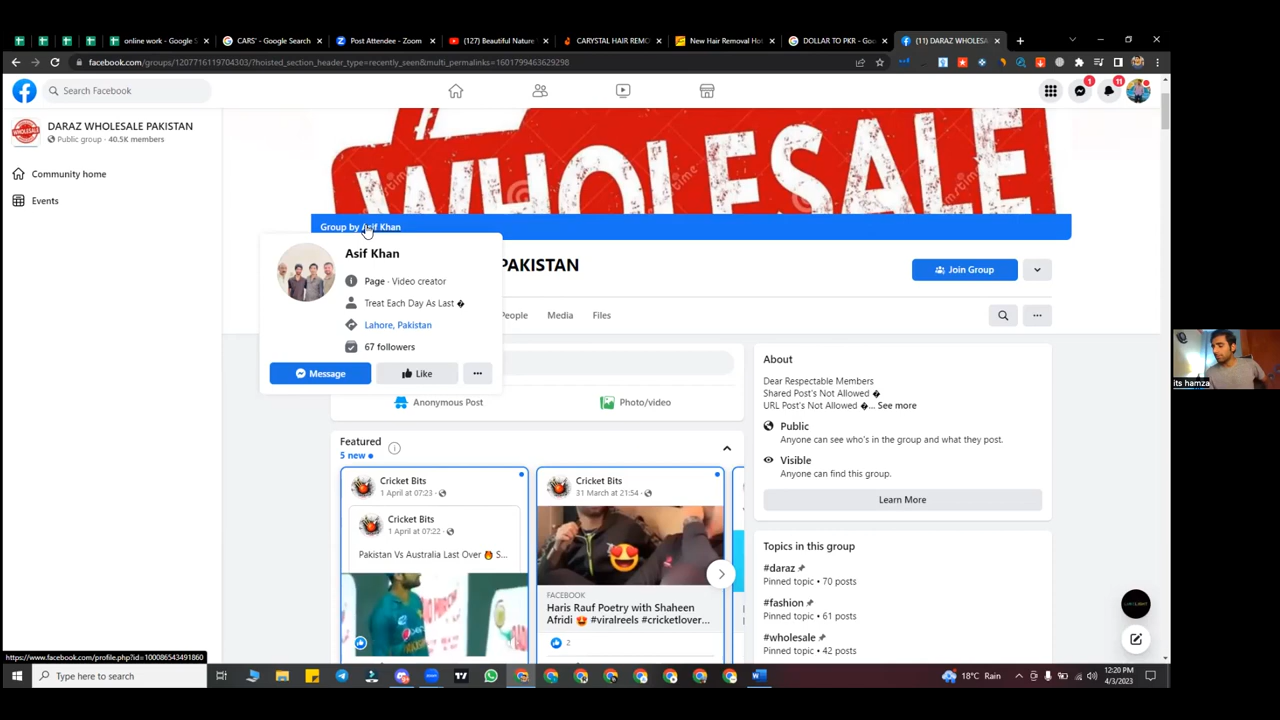 online work - Google S
CARS' - Google Search
Post Attendee - Zoom
(127) Beautiful Nature
CARYSTAL HAIR REMO
New Hair Removal Hot
DOLLAR TO PKR - Goo
(11) DARAZ WHOLESA
facebook.com/groups/1207716119704303/?hoisted_section_header_type=recently_seen&multi_permalinks=1601799463629298
Search Facebook
1
11
DARAZ WHOLESALE PAKISTAN
Public group · 40.5K members
Community home
Events
WHOLESALE
WHOLESALE
Group by Asif Khan
Asif Khan
Page · Video creator
Treat Each Day As Last �
Lahore, Pakistan
67 followers
Message
Like
PAKISTAN
Join Group
People
Media
Files
Anonymous Post
Photo/video
Featured
5 new
Cricket Bits
1 April at 07:23
Cricket Bits
1 April at 07:22
Pakistan Vs Australia Last Over 🔥 S...
Cricket Bits
31 March at 21:54
FACEBOOK
Haris Rauf Poetry with Shaheen
Afridi 😍 #viralreels #cricketlover...
2
About
Dear Respectable Members
Shared Post's Not Allowed �
URL Post's Not Allowed �... See more
Public
Anyone can see who's in the group and what they post.
Visible
Anyone can find this group.
Learn More
Topics in this group
#daraz
Pinned topic • 70 posts
#fashion
Pinned topic • 61 posts
#wholesale
Pinned topic • 42 posts
its hamza
https://www.facebook.com/profile.php?id=100086543491860
Type here to search
18°C Rain
12:20 PM
4/3/2023